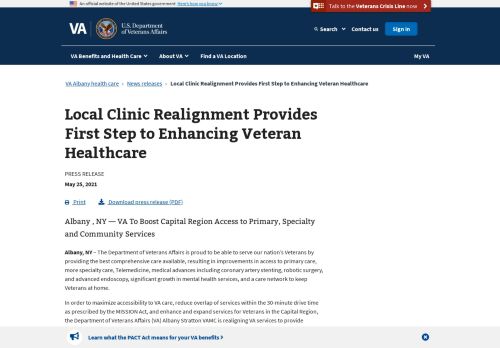 An official website of the United States government Here's how you know
Talk to the Veterans Crisis Line now
VA U.S. Department of Veterans Affairs
Search Contact us Sign in
VA Benefits and Health Care About VA Find a VA Location My VA
VA Albany health care › News releases › Local Clinic Realignment Provides First Step to Enhancing Veteran Healthcare
Local Clinic Realignment Provides
First Step to Enhancing Veteran
Healthcare
PRESS RELEASE
May 25, 2021
Print Download press release (PDF)
Albany , NY — VA To Boost Capital Region Access to Primary, Specialty
and Community Services
Albany, NY – The Department of Veterans Affairs is proud to be able to serve our nation's Veterans by
providing the best comprehensive care available, resulting in improvements in access to primary care,
more specialty care, Telemedicine, medical advances including coronary artery stenting, robotic surgery,
and advanced endoscopy, significant growth in mental health services, and a care network to keep
Veterans at home.
In order to maximize accessibility to VA care, reduce overlap of services within the 30-minute drive time
as prescribed by the MISSION Act, and enhance and expand services for Veterans in the Capital Region,
the Department of Veterans Affairs (VA) Albany Stratton VAMC is realigning VA services to provide
Learn what the PACT Act means for your VA benefits